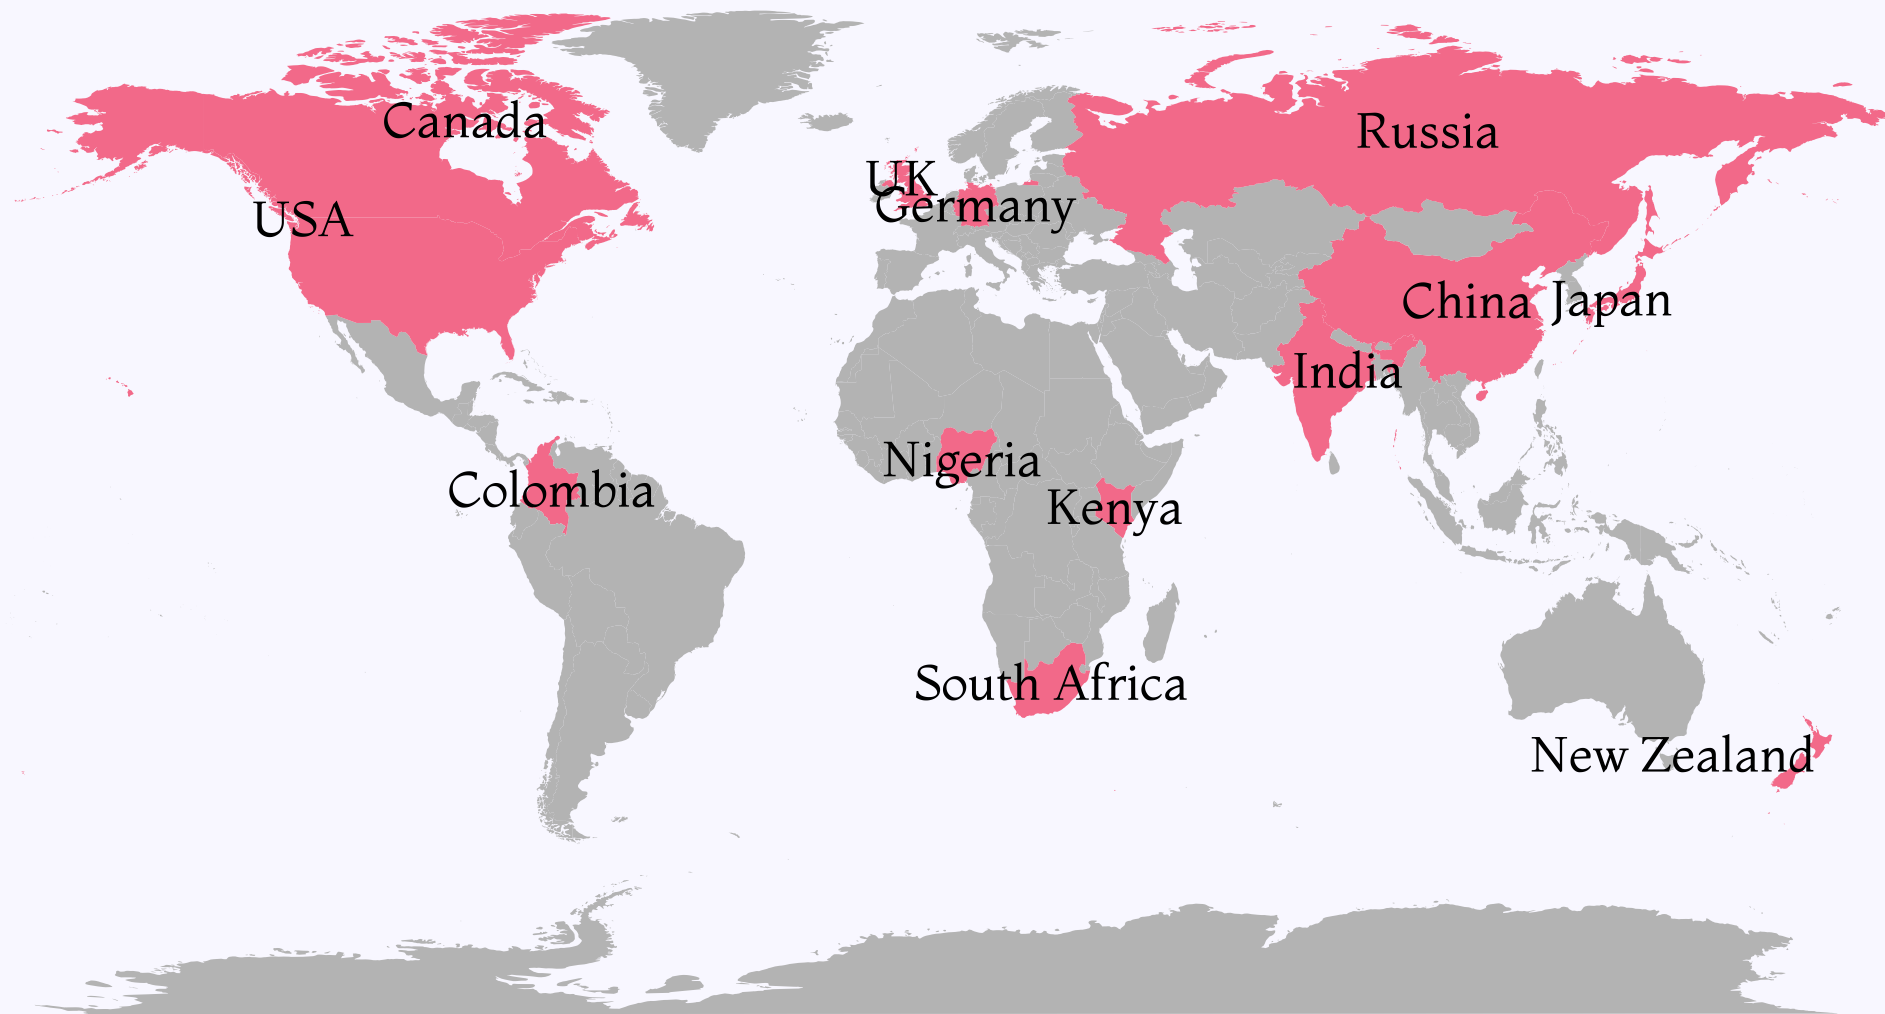 Canada
Russia
UK
Germany
USA
China
Japan
India
Nigeria
Colombia
Kenya
South Africa
New Zealand